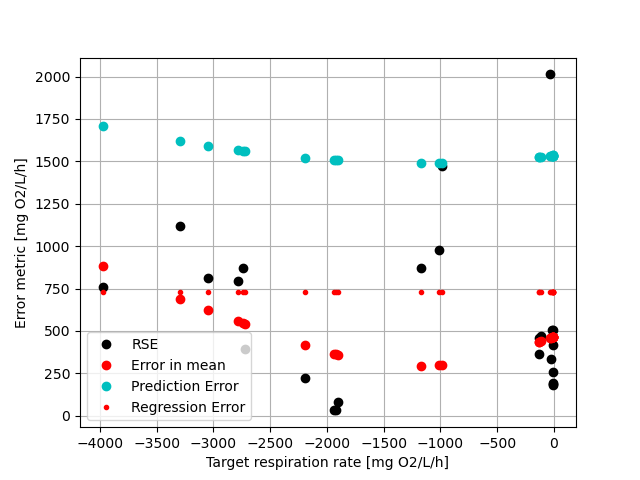 2000
1750
1500
1250
1000
750
500
250
0
Error metric [mg O2/L/h]
RSE
Error in mean
Prediction Error
Regression Error
−4000 −3500 −3000 −2500 −2000 −1500 −1000 −500 0
Target respiration rate [mg O2/L/h]